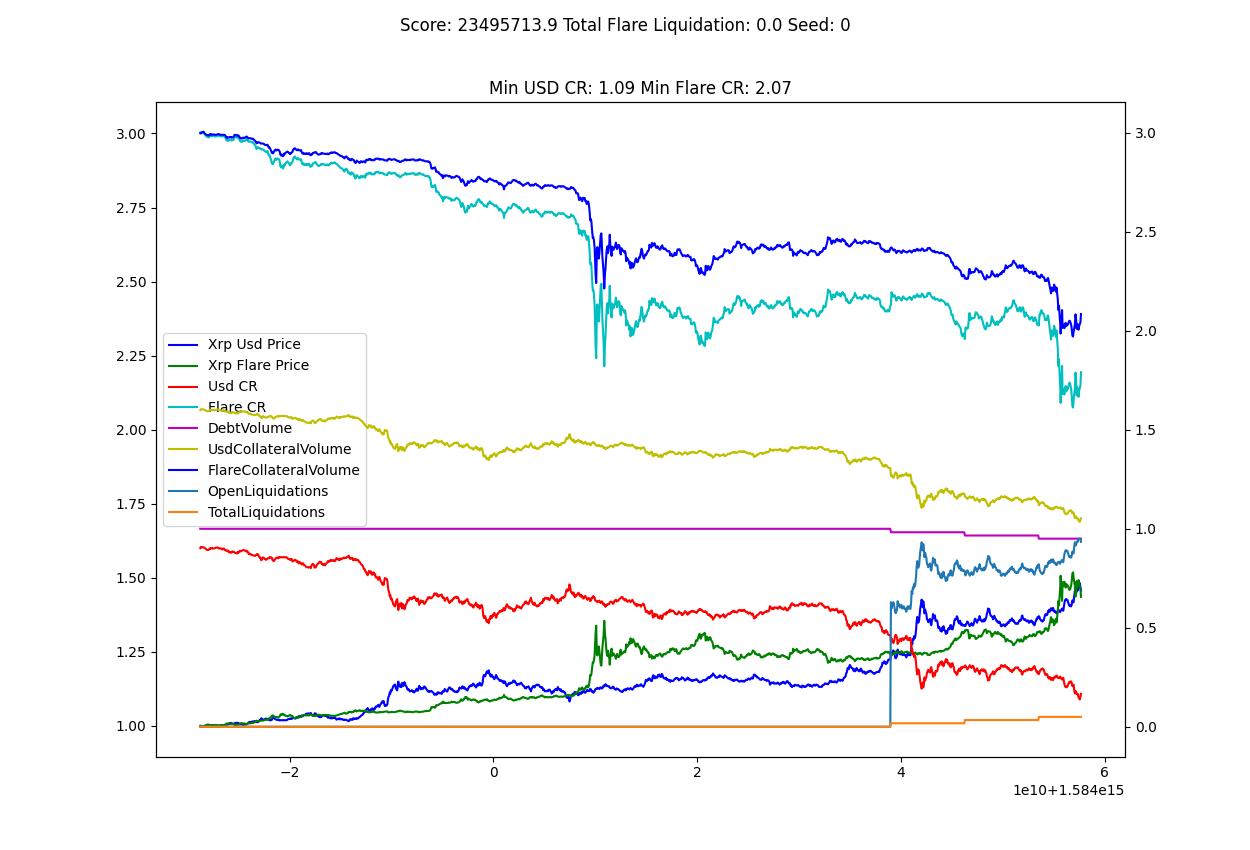 Score: 23495713.9 Total Flare Liquidation: 0.0 Seed: 0
Min USD CR: 1.09 Min Flare CR: 2.07
3.00
2.75
2.50
2.25
2.00
1.75
1.50
1.25
1.00
Xrp Usd Price
Xrp Flare Price
Usd CR
Flare CR
DebtVolume
UsdCollateralVolume
FlareCollateralVolume
OpenLiquidations
TotalLiquidations
3.0
2.5
2.0
1.5
1.0
0.5
0.0
−2 0 2 4 6
1e10+1.584e15